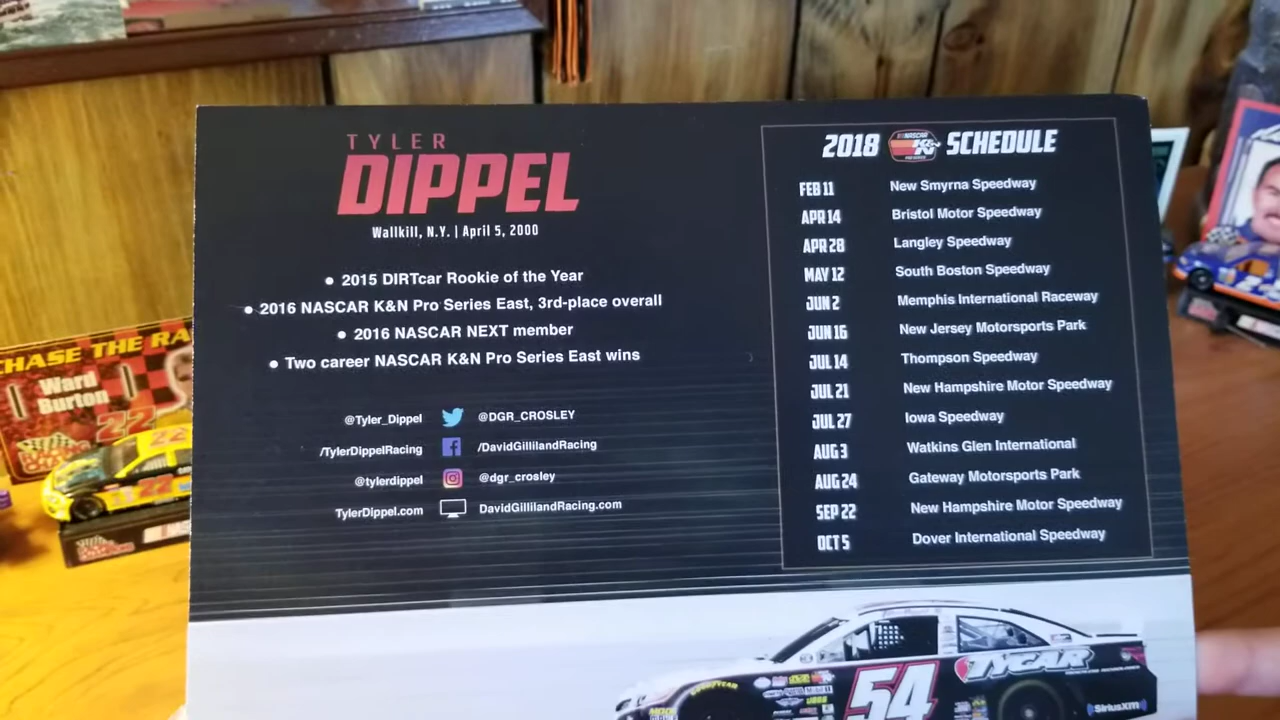 TYLER
DIPPEL
Wallkill, N.Y. | April 5, 2000
• 2015 DIRTcar Rookie of the Year
• 2016 NASCAR K&N Pro Series East, 3rd-place overall
• 2016 NASCAR NEXT member
• Two career NASCAR K&N Pro Series East wins
@Tyler_Dippel @DGR_CROSLEY
/TylerDippelRacing /DavidGillilandRacing
@tylerdippel @dgr_crosley
TylerDippel.com DavidGillilandRacing.com
2018 NASCAR K&N SCHEDULE
FEB 11 New Smyrna Speedway
APR 14 Bristol Motor Speedway
APR 28 Langley Speedway
MAY 12 South Boston Speedway
JUN 2 Memphis International Raceway
JUN 16 New Jersey Motorsports Park
JUL 14 Thompson Speedway
JUL 21 New Hampshire Motor Speedway
JUL 27 Iowa Speedway
AUG 3 Watkins Glen International
AUG 24 Gateway Motorsports Park
SEP 22 New Hampshire Motor Speedway
OCT 5 Dover International Speedway
TYCAR
54
GOODYEAR
SiriusXM
CHASE THE RA
Ward
Burton
22
22
22